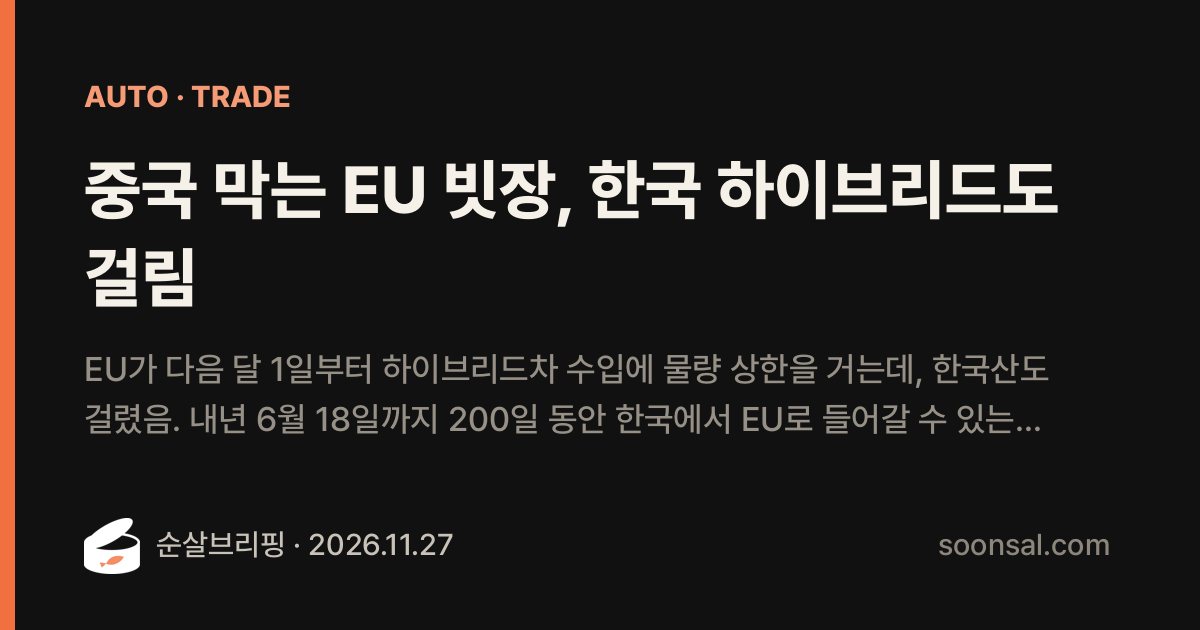 AUTO · TRADE
중국 막는 EU 빗장, 한국 하이브리드도
걸림
EU가 다음 달 1일부터 하이브리드차 수입에 물량 상한을 거는데, 한국산도
걸렸음. 내년 6월 18일까지 200일 동안 한국에서 EU로 들어갈 수 있는...
순살브리핑 · 2026.11.27
soonsal.com